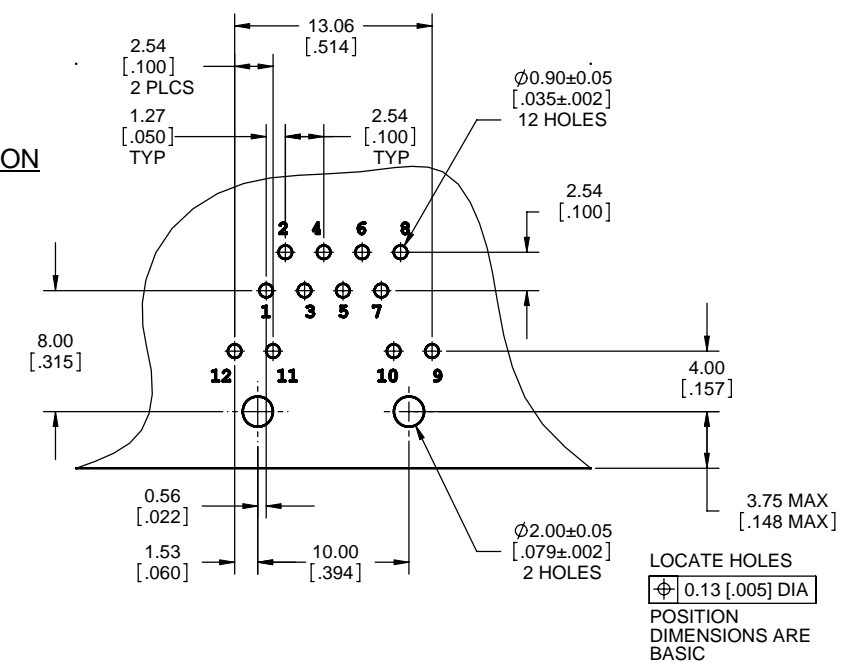 13.06
[.514]
2.54
[.100]
2 PLCS
Ø0.90±0.05
[.035±.002]
12 HOLES
1.27
[.050]
TYP
2.54
[.100]
TYP
ON
2.54
[.100]
2 4 6 8
1 3 5 7
8.00
[.315]
12 11 10 9
4.00
[.157]
0.56
[.022]
3.75 MAX
[.148 MAX]
1.53
[.060]
10.00
[.394]
Ø2.00±0.05
[.079±.002]
2 HOLES
LOCATE HOLES
⌖ 0.13 [.005] DIA
POSITION
DIMENSIONS ARE
BASIC